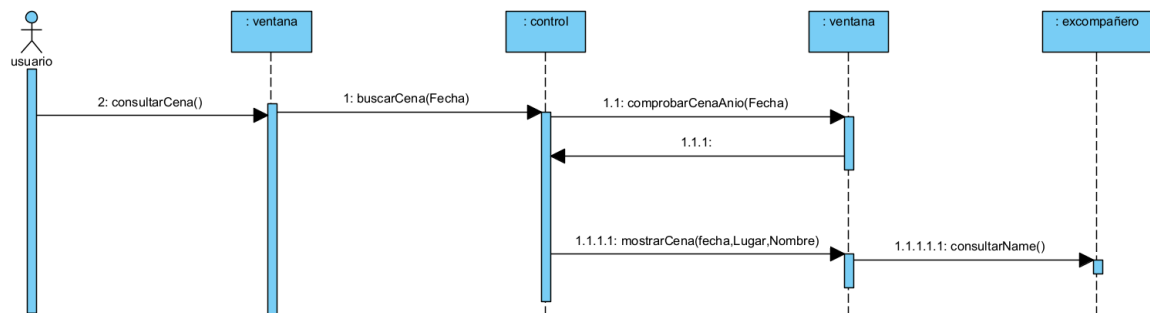 : ventana
: control
: ventana
: excompañero
usuario
2: consultarCena()
1: buscarCena(Fecha)
1.1: comprobarCenaAnio(Fecha)
1.1.1:
1.1.1.1: mostrarCena(fecha,Lugar,Nombre)
1.1.1.1.1: consultarName()